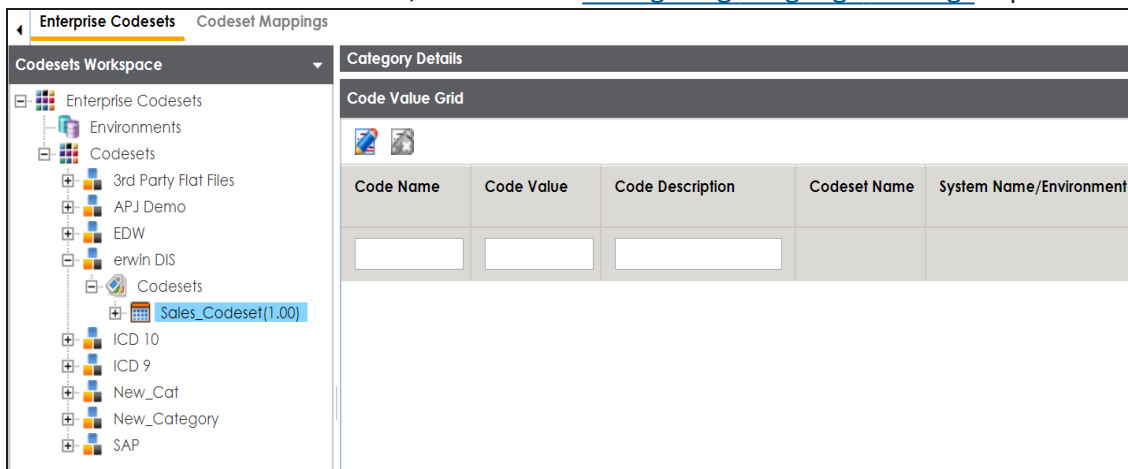 Enterprise Codesets Codeset Mappings
Codesets Workspace
Enterprise Codesets
Environments
Codesets
3rd Party Flat Files
APJ Demo
EDW
erwin DIS
Codesets
Sales_Codeset(1.00)
ICD 10
ICD 9
New_Cat
New_Category
SAP
Category Details
Code Value Grid
Code Name Code Value Code Description Codeset Name System Name/Environment